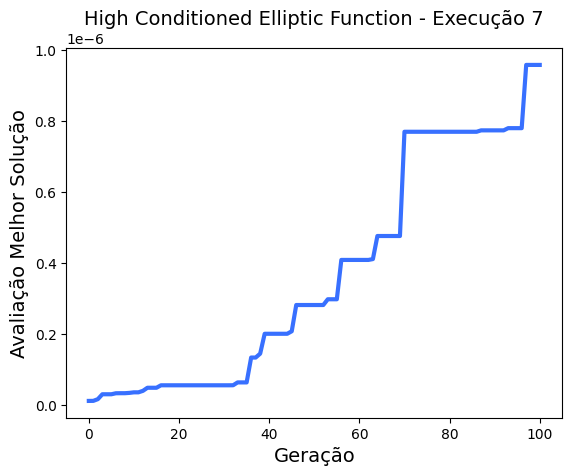 High Conditioned Elliptic Function - Execução 7
1e−6
1.0
0.8
0.6
0.4
0.2
0.0
Avaliação Melhor Solução
0 20 40 60 80 100
Geração